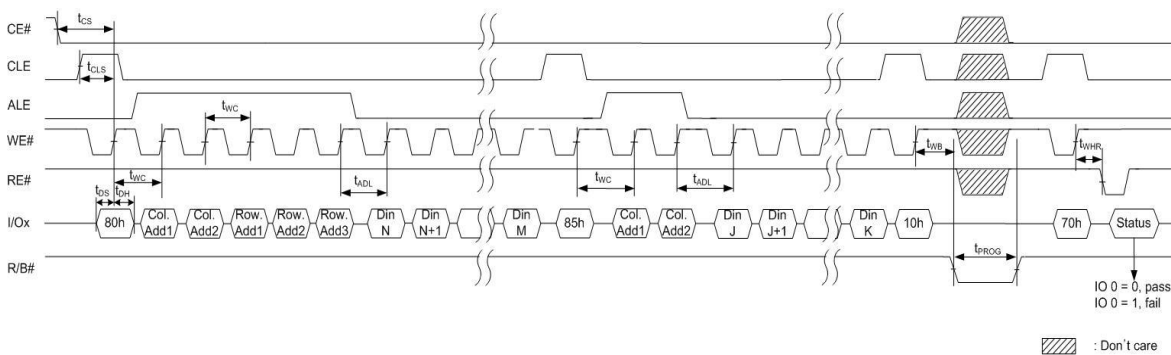 CE#
tCS
CLE
tCLS
ALE
tWC
WE#
tWC
tADL
tWC
tADL
tWB
tWHR
RE#
tDS
tDH
I/Ox
80h
Col. Add1
Col. Add2
Row. Add1
Row. Add2
Row. Add3
Din N
Din N+1
Din M
85h
Col. Add1
Col. Add2
Din J
Din J+1
Din K
10h
70h
Status
R/B#
tPROG
IO 0 = 0, pass
IO 0 = 1, fail
: Don't care